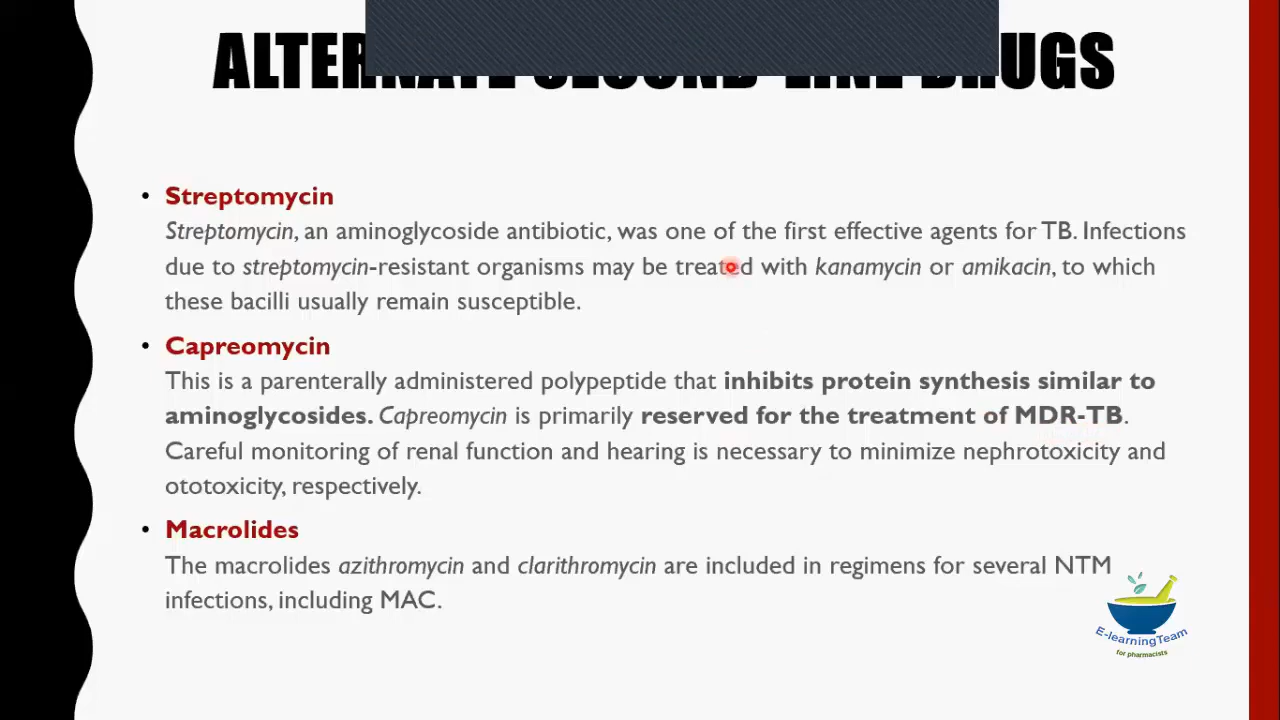 ALTERNATE SECOND-LINE DRUGS
• Streptomycin
Streptomycin, an aminoglycoside antibiotic, was one of the first effective agents for TB. Infections
due to streptomycin-resistant organisms may be treated with kanamycin or amikacin, to which
these bacilli usually remain susceptible.
• Capreomycin
This is a parenterally administered polypeptide that inhibits protein synthesis similar to
aminoglycosides. Capreomycin is primarily reserved for the treatment of MDR-TB.
Careful monitoring of renal function and hearing is necessary to minimize nephrotoxicity and
ototoxicity, respectively.
• Macrolides
The macrolides azithromycin and clarithromycin are included in regimens for several NTM
infections, including MAC.
E-learningTeam
for pharmacists